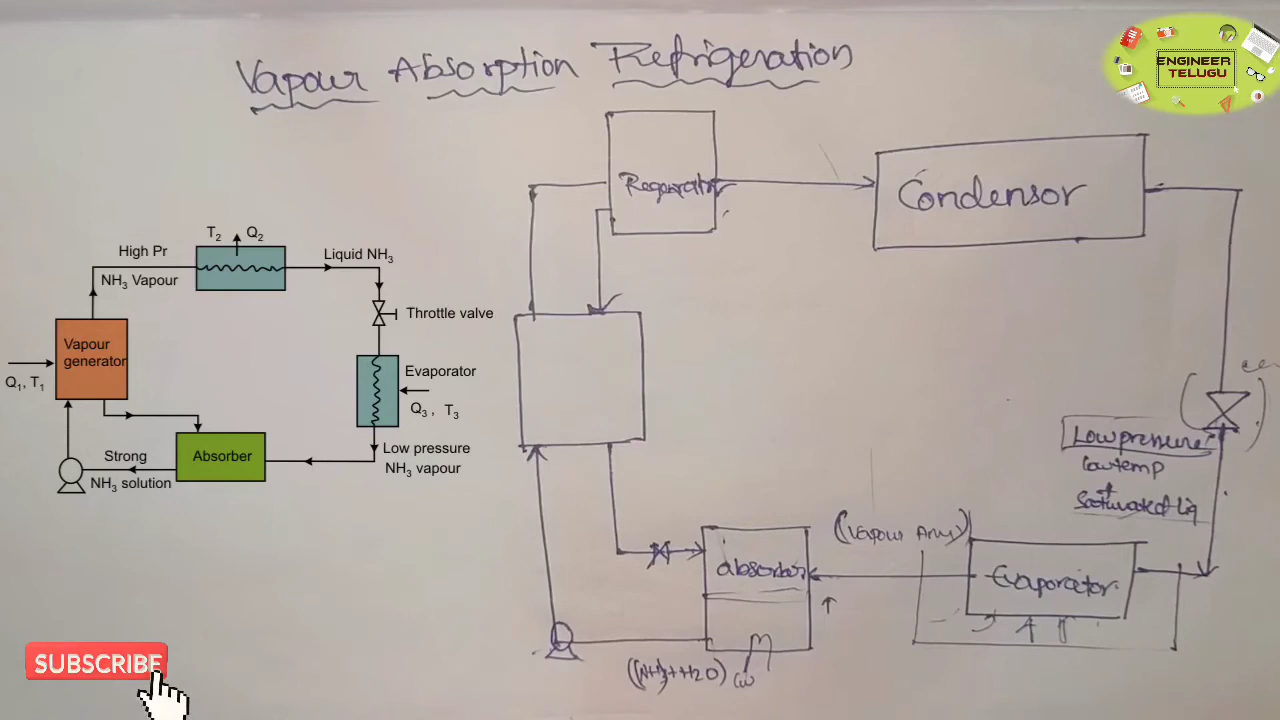 Vapour Absorption Refrigeration
ENGINEER
TELUGU
Regenrator
Condensor
T2 Q2
High Pr
NH3 Vapour
Liquid NH3
Throttle valve
Vapour
generator
Q1, T1
Evaporator
Q3 , T3
Low pressure
NH3 vapour
Absorber
Strong
NH3 solution
Low pressure
Low temp
Saturated Liq
(Vapour Am)
absorbar
Evaporator
(NH3+H2O)
SUBSCRIBE